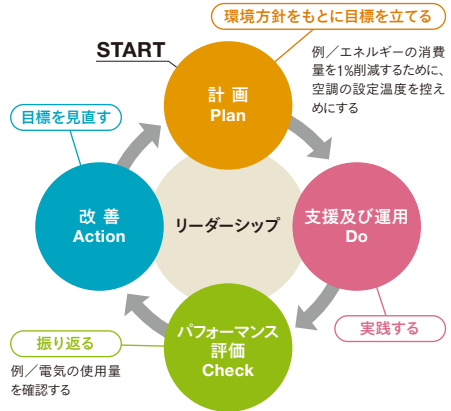 環境方針をもとに目標を立てる
START
例／エネルギーの消費
量を1%削減するために、
空調の設定温度を控え
めにする
計画
Plan
目標を見直す
改善
Action
リーダーシップ
支援及び運用
Do
実践する
パフォーマンス
評価
Check
振り返る
例／電気の使用量
を確認する